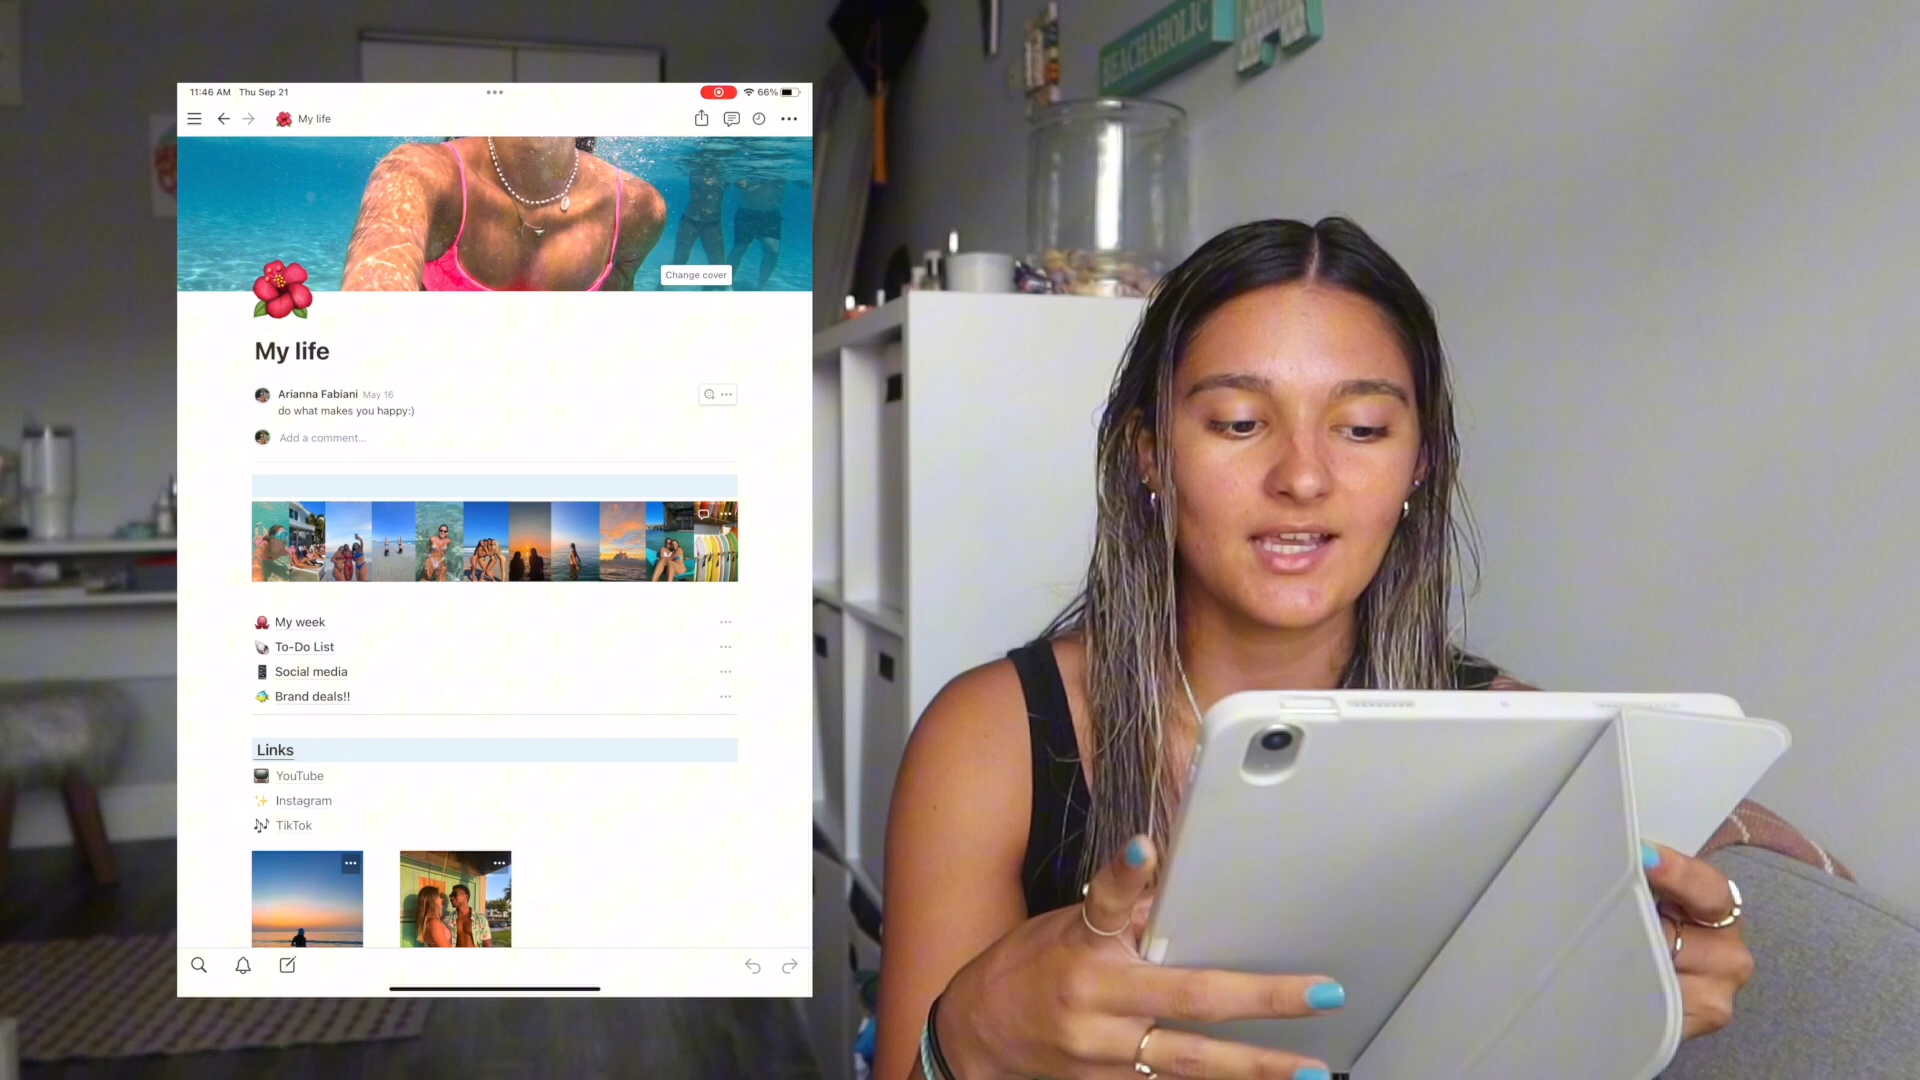 BEACHAHOLIC
11:46 AM Thu Sep 21
66%
My life
Change cover
My life
Arianna Fabiani May 16
do what makes you happy:)
Add a comment...
My week
To-Do List
Social media
Brand deals!!
Links
YouTube
Instagram
TikTok